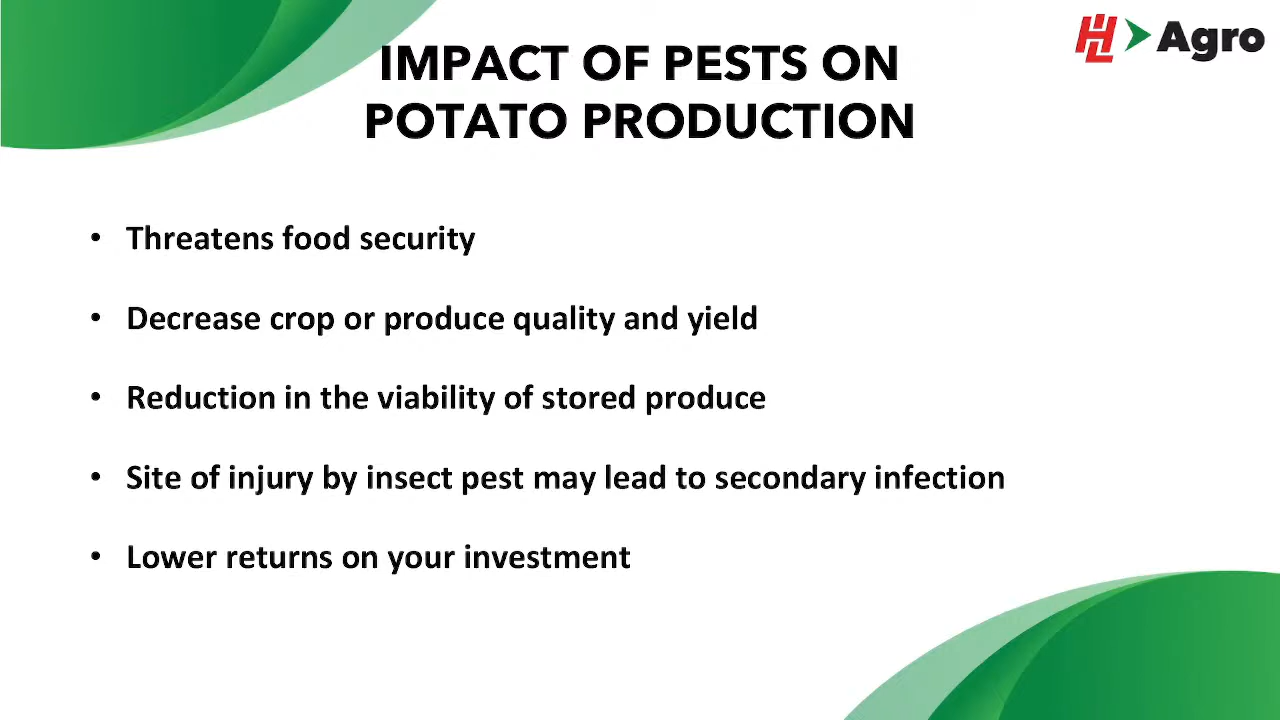 HL Agro
IMPACT OF PESTS ON
POTATO PRODUCTION
• Threatens food security
• Decrease crop or produce quality and yield
• Reduction in the viability of stored produce
• Site of injury by insect pest may lead to secondary infection
• Lower returns on your investment